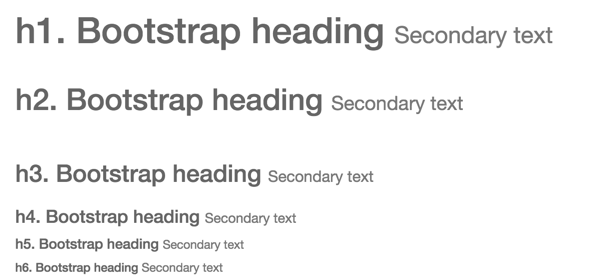 h1. Bootstrap heading Secondary text
h2. Bootstrap heading Secondary text
h3. Bootstrap heading Secondary text
h4. Bootstrap heading Secondary text
h5. Bootstrap heading Secondary text
h6. Bootstrap heading Secondary text